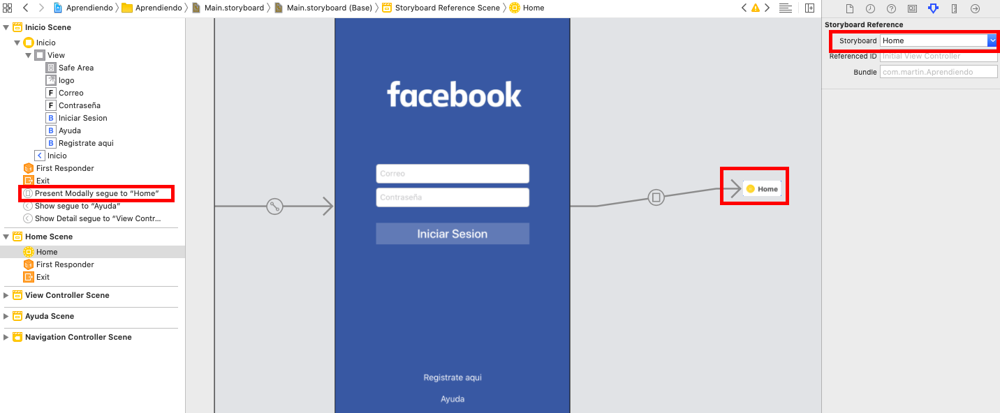 Aprendiendo
Aprendiendo
Main.storyboard
Main.storyboard (Base)
Storyboard Reference Scene
Home
Inicio Scene
Inicio
View
Safe Area
logo
F Correo
F Contraseña
B Iniciar Sesion
B Ayuda
B Registrate aqui
Inicio
First Responder
Exit
Present Modally segue to “Home”
Show segue to “Ayuda”
Show Detail segue to “View Contr...
Home Scene
Home
First Responder
Exit
View Controller Scene
Ayuda Scene
Navigation Controller Scene
facebook
Correo
Contraseña
Iniciar Sesion
Registrate aqui
Ayuda
Home
Storyboard Reference
Storyboard Home
Referenced ID Initial View Controller
Bundle com.martin.Aprendiendo